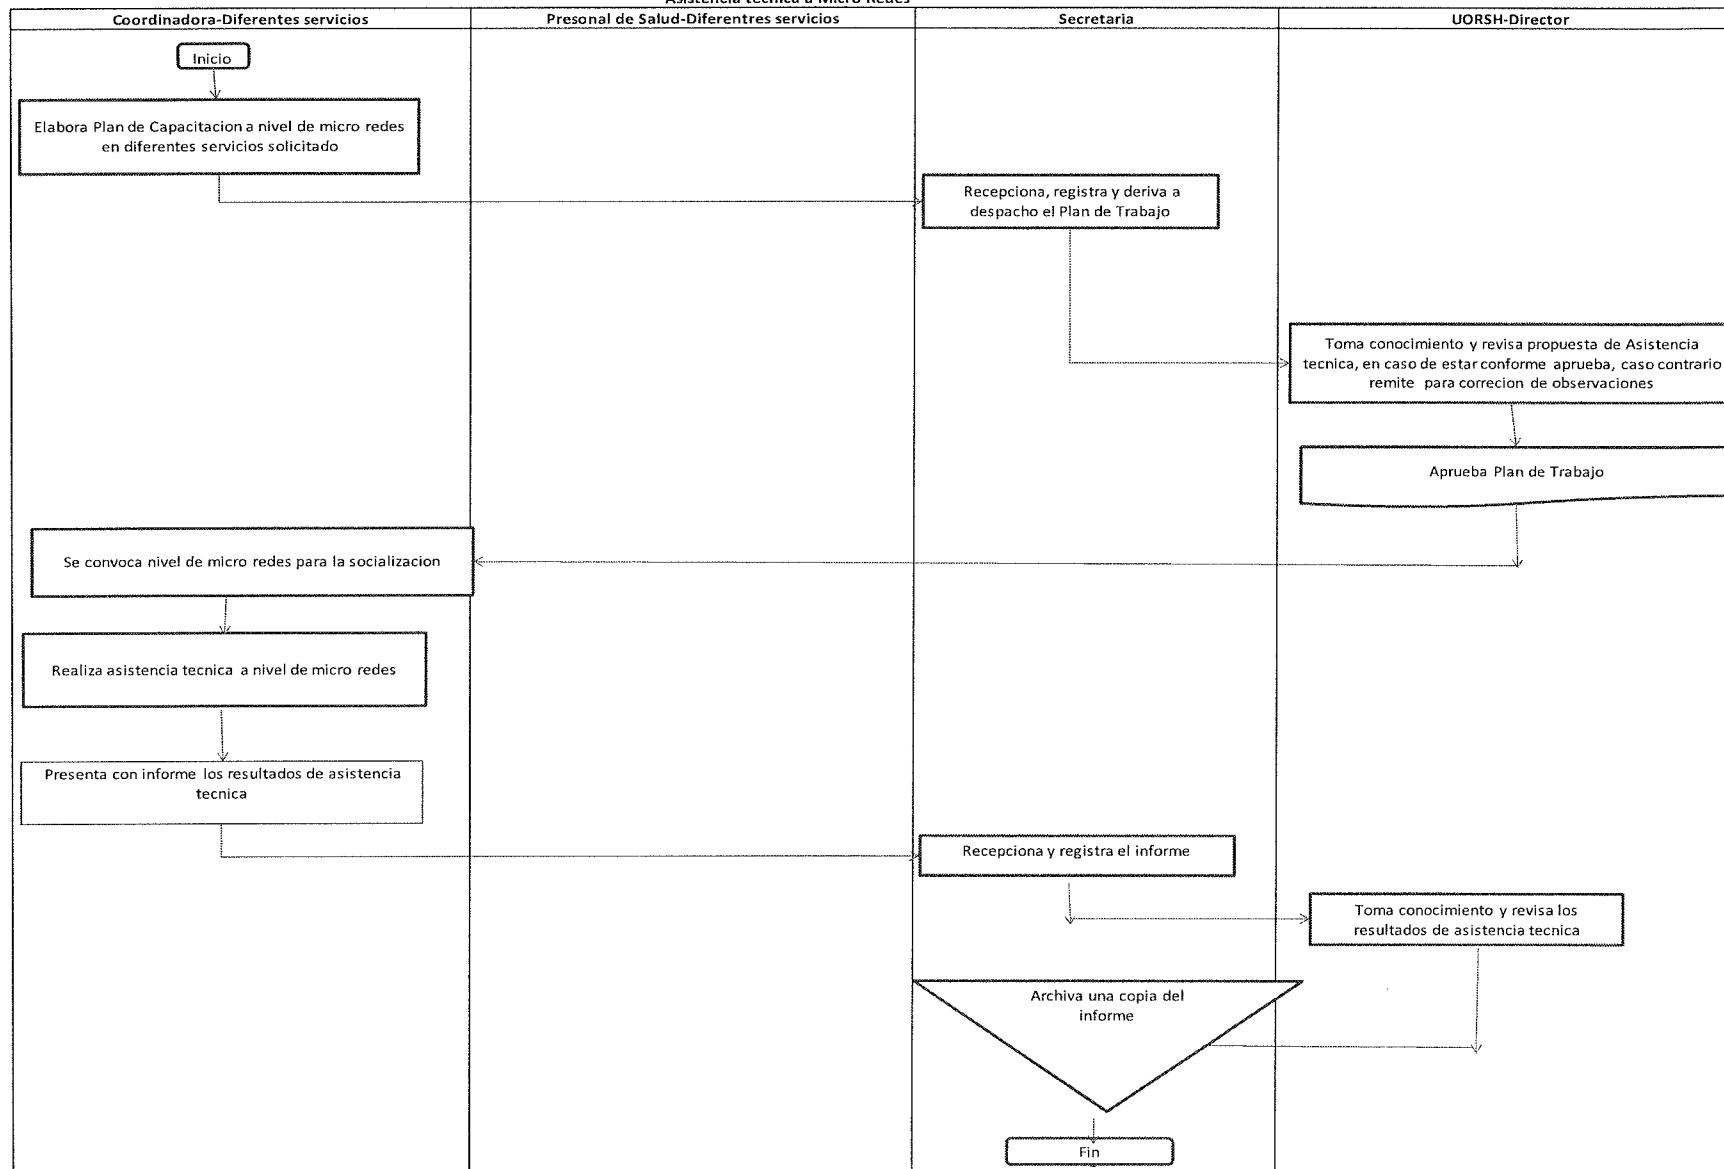 Asistencia tecnica a Micro Redes
Coordinadora-Diferentes servicios
Presonal de Salud-Diferentres servicios
Secretaria
UORSH-Director
Inicio
Elabora Plan de Capacitacion a nivel de micro redes
en diferentes servicios solicitado
Recepciona, registra y deriva a
despacho el Plan de Trabajo
Toma conocimiento y revisa propuesta de Asistencia
tecnica, en caso de estar conforme aprueba, caso contrario
remite para correcion de observaciones
Aprueba Plan de Trabajo
Se convoca nivel de micro redes para la socializacion
Realiza asistencia tecnica a nivel de micro redes
Presenta con informe los resultados de asistencia
tecnica
Recepciona y registra el informe
Toma conocimiento y revisa los
resultados de asistencia tecnica
Archiva una copia del
informe
Fin